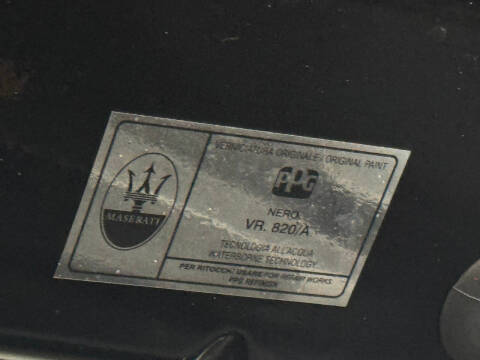 VERNICIATURA ORIGINALE / ORIGINAL PAINT
PPG
MASERATI
NERO
VR. 820/A
TECNOLOGIA ALL'ACQUA
WATERBORNE TECHNOLOGY
PER RITOCCHI USARE FOR REPAIR WORKS
PPG REFINISH